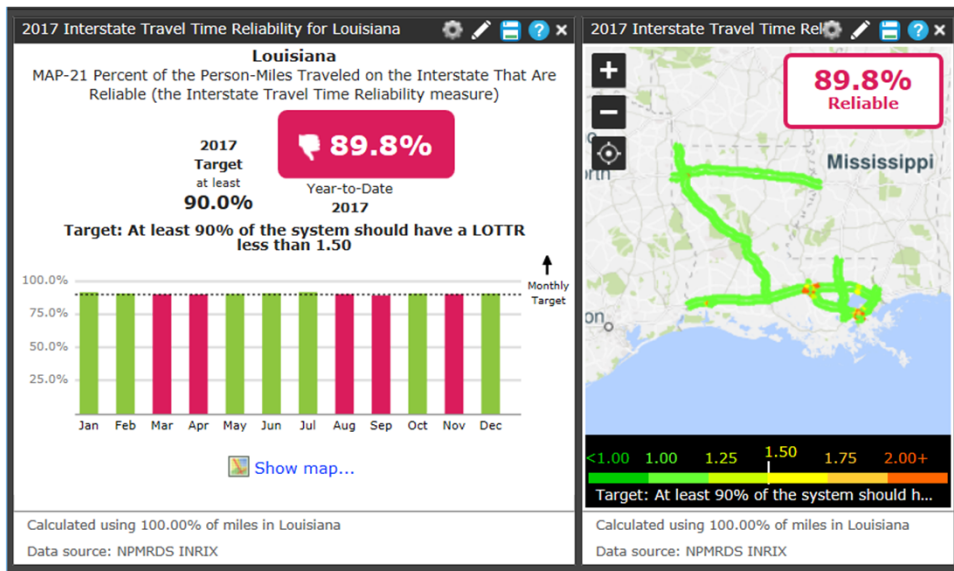 2017 Interstate Travel Time Reliability for Louisiana
Louisiana
MAP-21 Percent of the Person-Miles Traveled on the Interstate That Are
Reliable (the Interstate Travel Time Reliability measure)
2017
Target
at least
90.0%
89.8%
Year-to-Date
2017
Target: At least 90% of the system should have a LOTTR
less than 1.50
100.0%
75.0%
50.0%
25.0%
Monthly
Target
Jan Feb Mar Apr May Jun Jul Aug Sep Oct Nov Dec
Show map...
Calculated using 100.00% of miles in Louisiana
Data source: NPMRDS INRIX
2017 Interstate Travel Time Rel
89.8%
Reliable
Mississippi
<1.00 1.00 1.25 1.50 1.75 2.00+
Target: At least 90% of the system should h...
Calculated using 100.00% of miles in Louisiana
Data source: NPMRDS INRIX